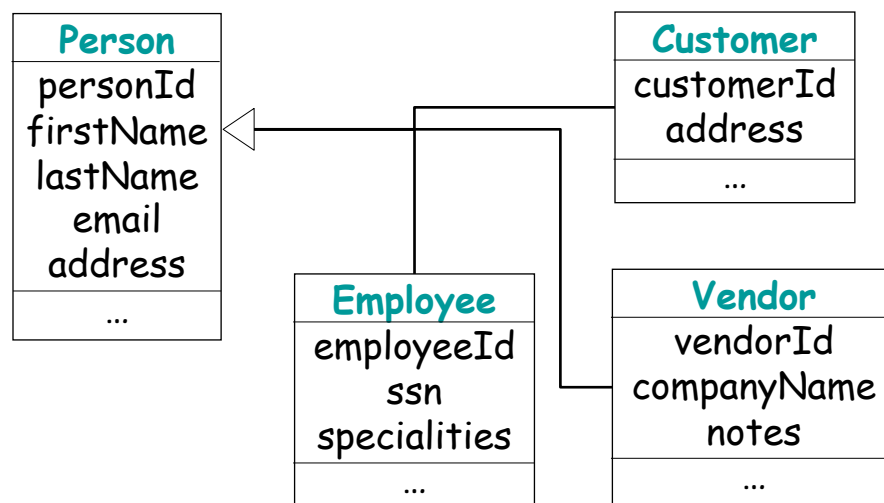 Person
personId
firstName
lastName
email
address
...
Customer
customerId
address
...
Employee
employeeId
ssn
specialities
...
Vendor
vendorId
companyName
notes
...